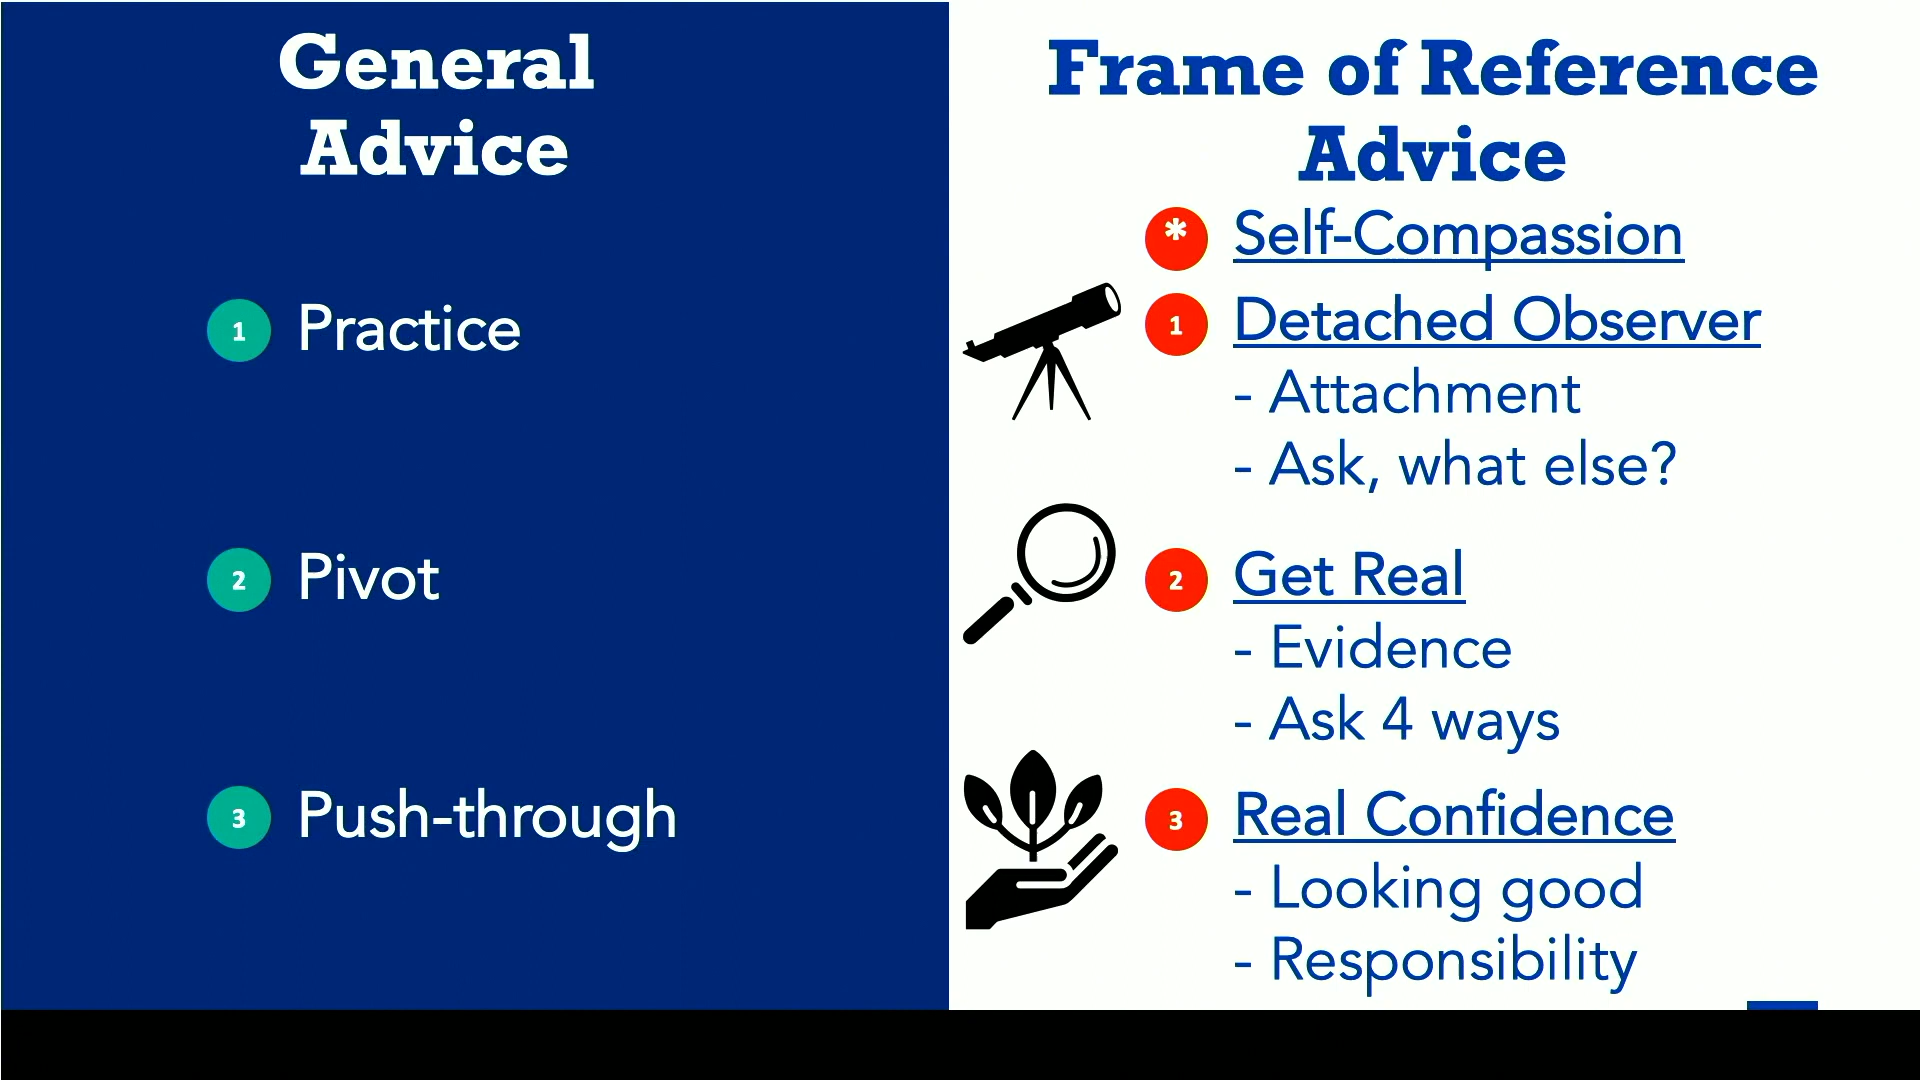 General
Advice
1 Practice
2 Pivot
3 Push-through
Frame of Reference
Advice
* Self-Compassion
1 Detached Observer
- Attachment
- Ask, what else?
2 Get Real
- Evidence
- Ask 4 ways
3 Real Confidence
- Looking good
- Responsibility